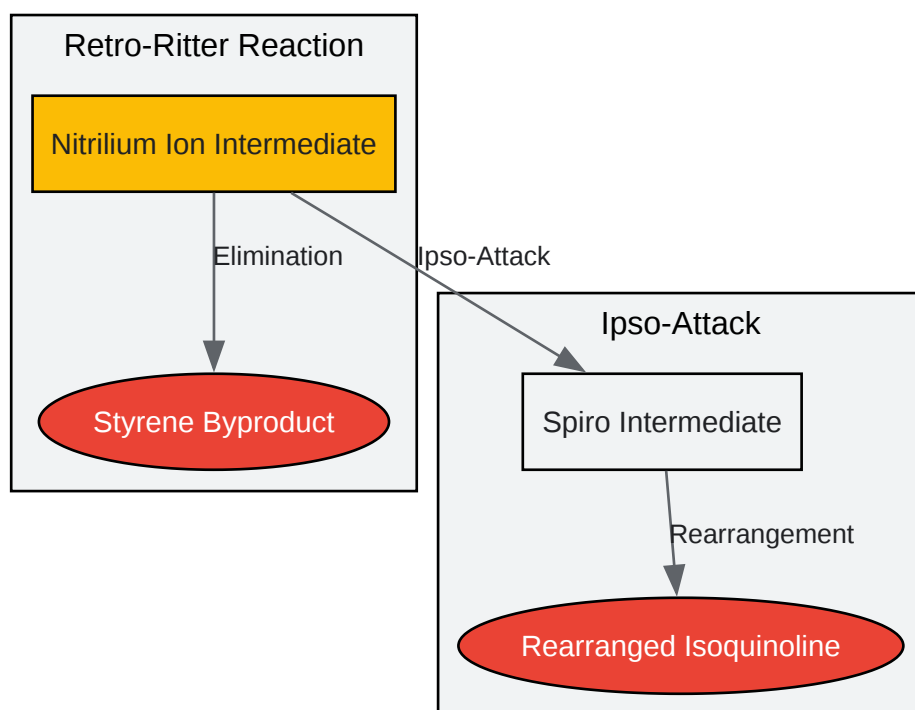 Retro-Ritter Reaction
Nitrilium Ion Intermediate
Elimination
Ipso-Attack
Ipso-Attack
Styrene Byproduct
Spiro Intermediate
Rearrangement
Rearranged Isoquinoline